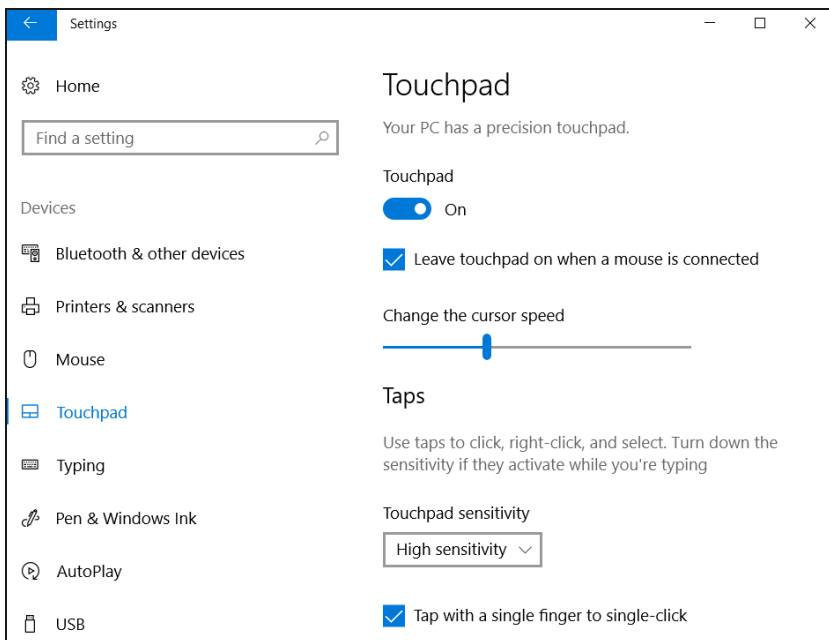 Settings
Home
Find a setting
Devices
Bluetooth & other devices
Printers & scanners
Mouse
Touchpad
Typing
Pen & Windows Ink
AutoPlay
USB
Touchpad
Your PC has a precision touchpad.
Touchpad
On
Leave touchpad on when a mouse is connected
Change the cursor speed
Taps
Use taps to click, right-click, and select. Turn down the
sensitivity if they activate while you're typing
Touchpad sensitivity
High sensitivity
Tap with a single finger to single-click